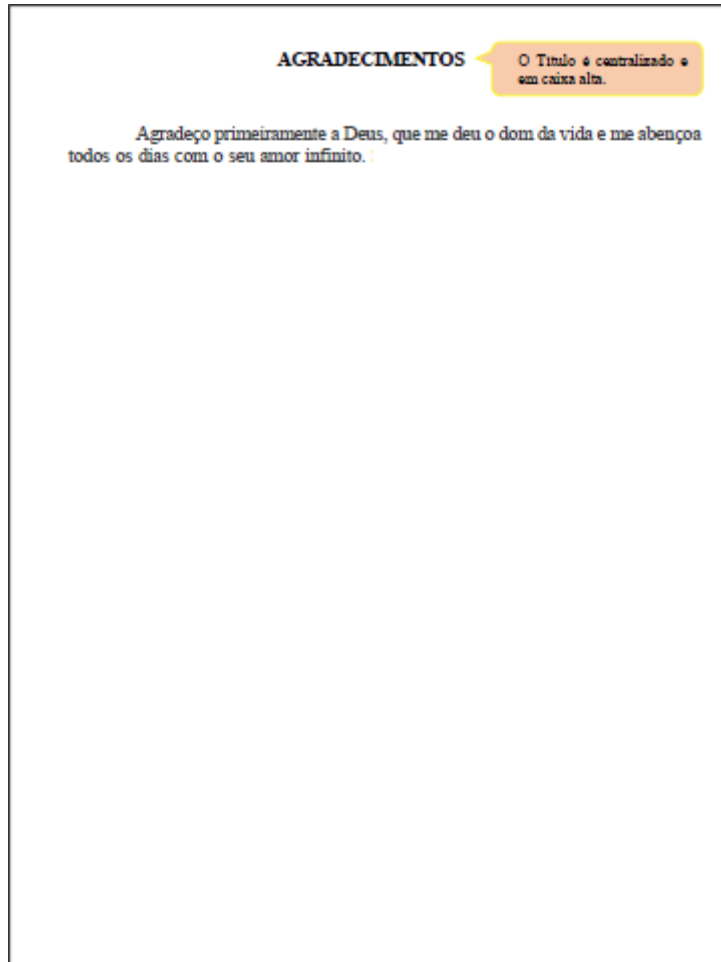 AGRADECIMENTOS
O Título é centralizado e
em caixa alta.
Agradeço primeiramente a Deus, que me deu o dom da vida e me abençoa
todos os dias com o seu amor infinito.